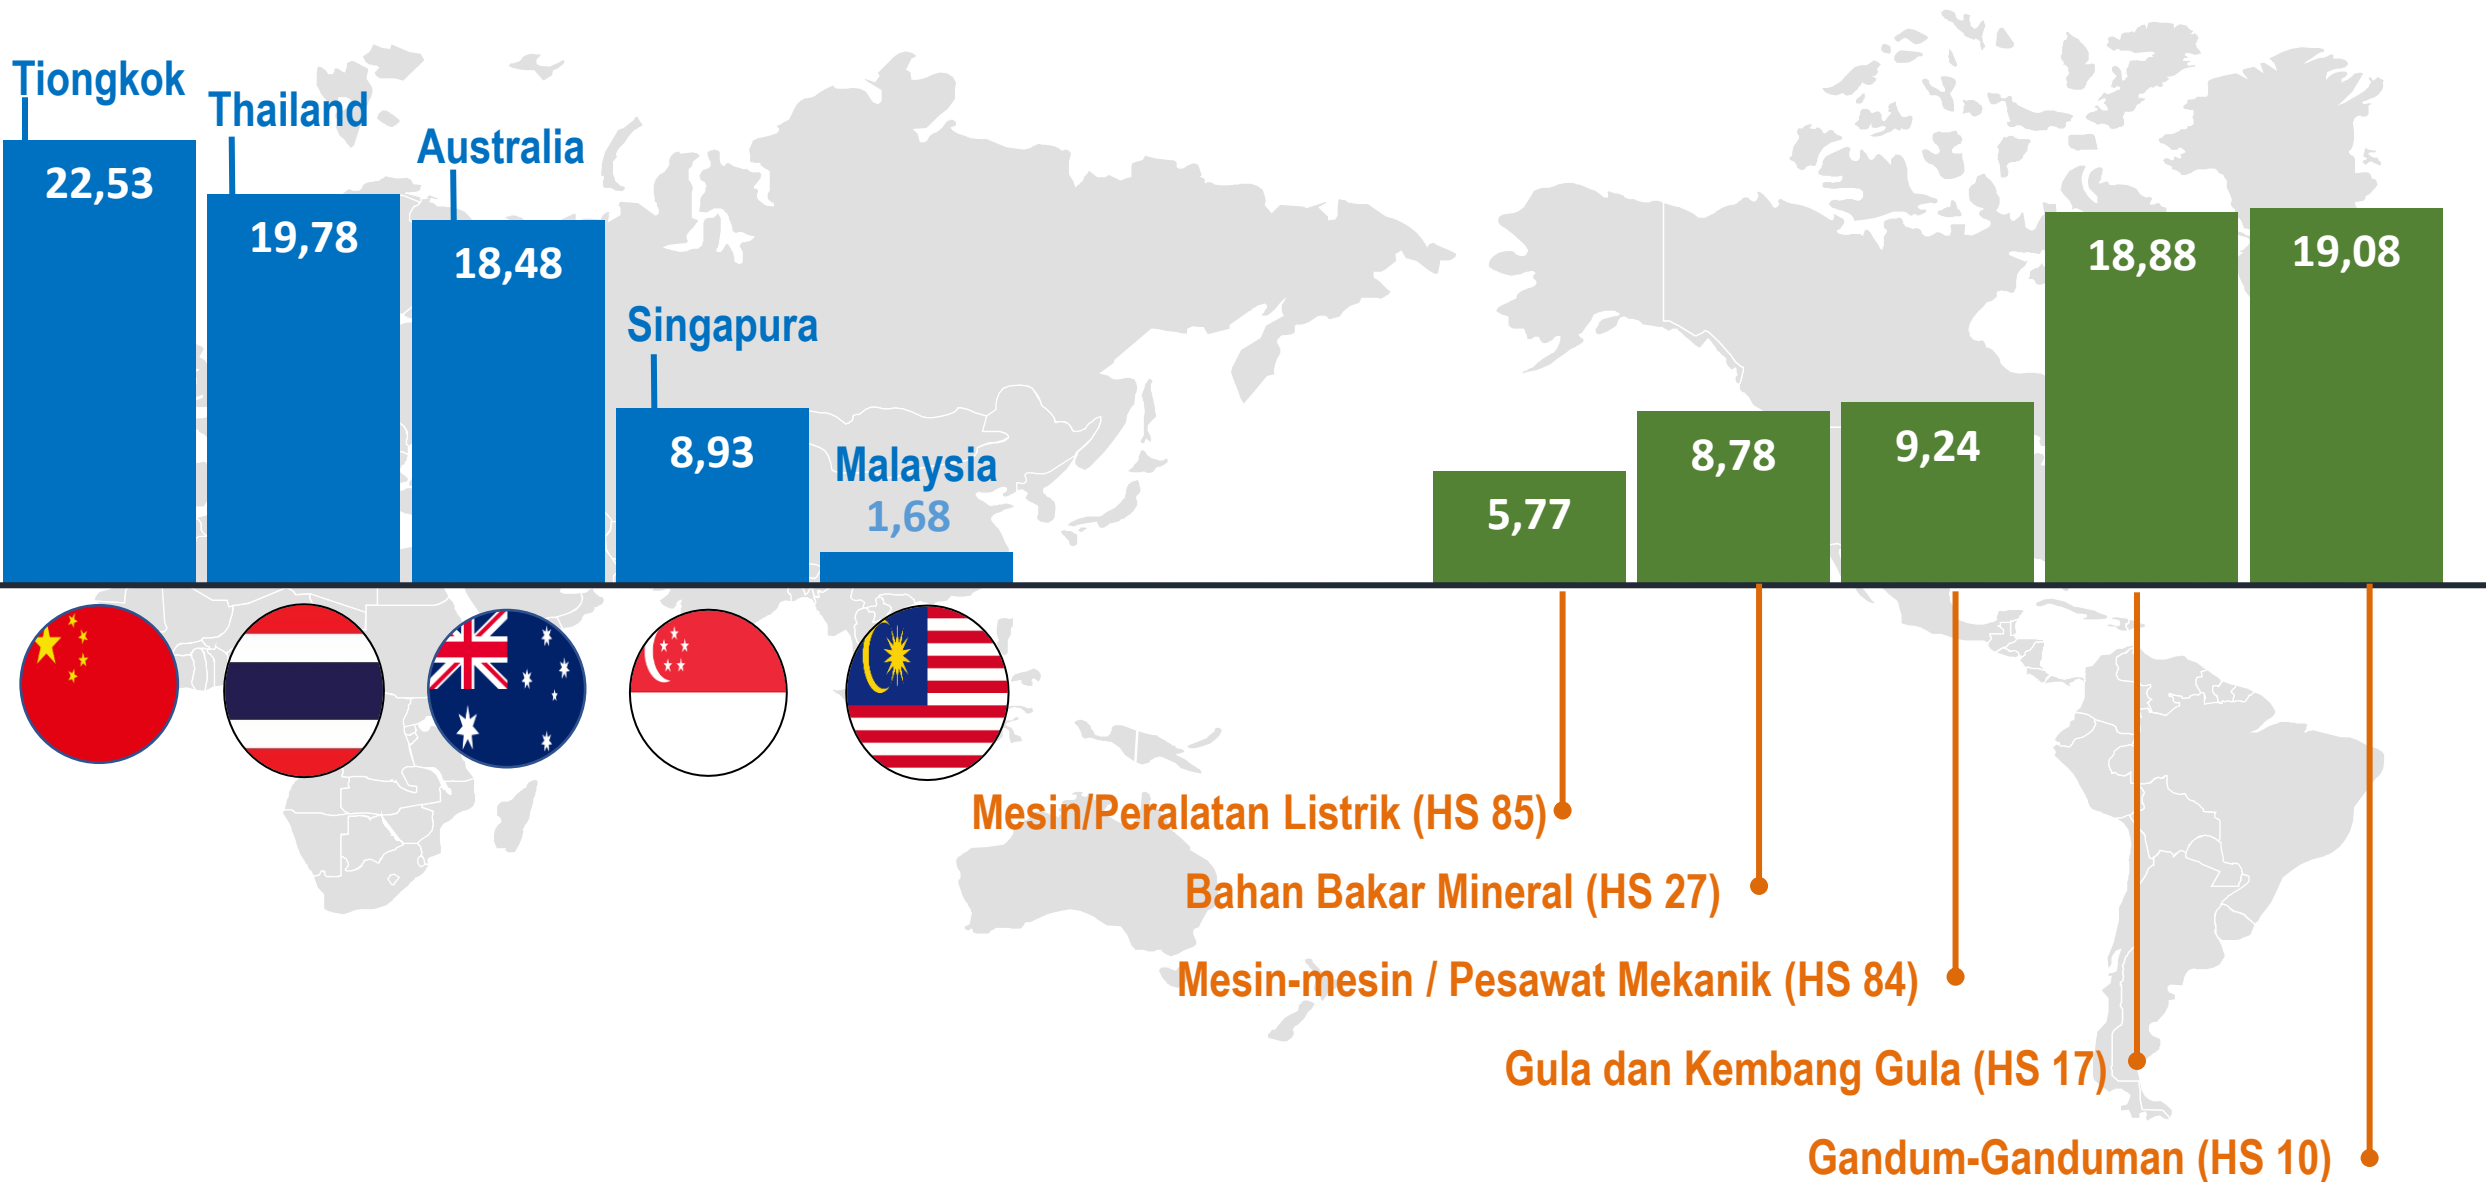 Tiongkok
22,53
Thailand
19,78
Australia
18,48
Singapura
8,93
Malaysia
1,68
5,77
8,78
9,24
18,88
19,08
Mesin/Peralatan Listrik (HS 85)
Bahan Bakar Mineral (HS 27)
Mesin-mesin / Pesawat Mekanik (HS 84)
Gula dan Kembang Gula (HS 17)
Gandum-Ganduman (HS 10)